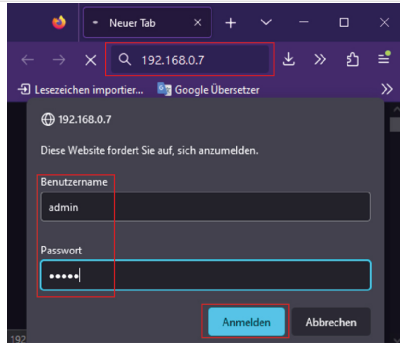 Neuer Tab
192.168.0.7
Lesezeichen importier... Google Übersetzer
192.168.0.7
Diese Website fordert Sie auf, sich anzumelden.
Benutzername
admin
Passwort
•••••
Anmelden Abbrechen
192